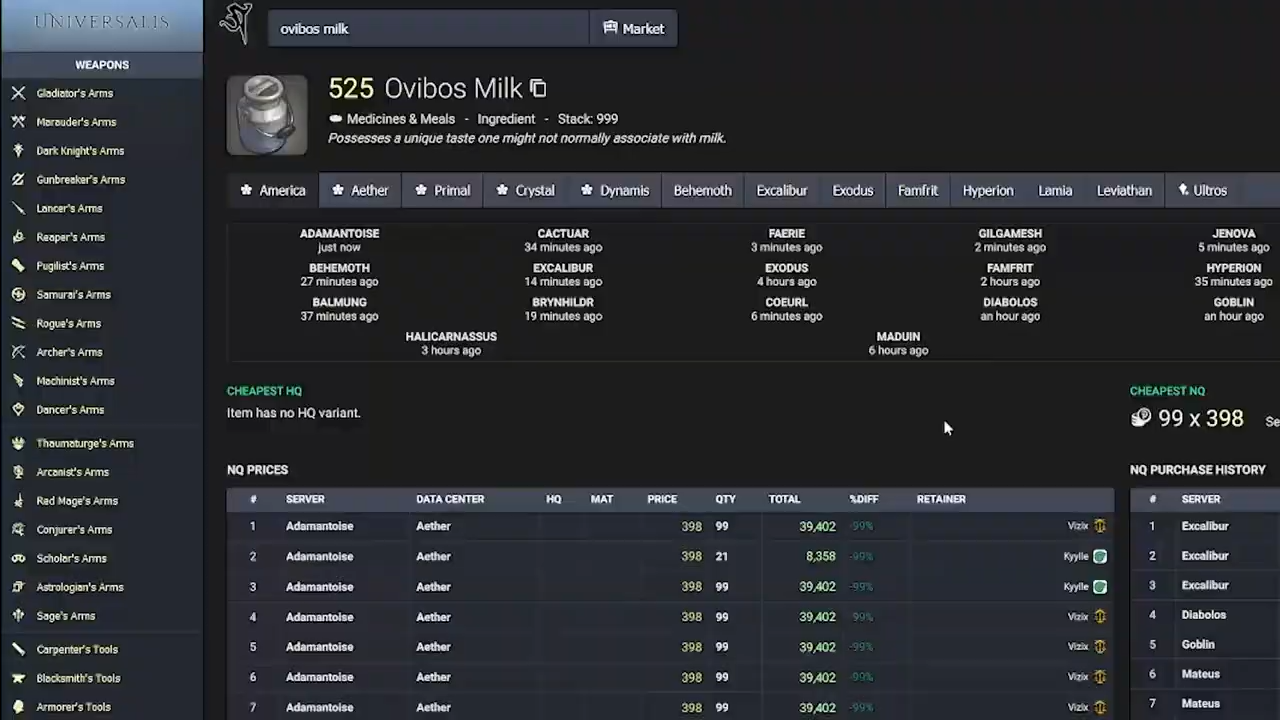 UNIVERSALIS
ovibos milk
Market
WEAPONS
Gladiator's Arms
Marauder's Arms
Dark Knight's Arms
Gunbreaker's Arms
Lancer's Arms
Reaper's Arms
Pugilist's Arms
Samurai's Arms
Rogue's Arms
Archer's Arms
Machinist's Arms
Dancer's Arms
Thaumaturge's Arms
Arcanist's Arms
Red Mage's Arms
Conjurer's Arms
Scholar's Arms
Astrologian's Arms
Sage's Arms
Carpenter's Tools
Blacksmith's Tools
Armorer's Tools
525 Ovibos Milk
Medicines & Meals - Ingredient - Stack: 999
Possesses a unique taste one might not normally associate with milk.
America Aether Primal Crystal Dynamis Behemoth Excalibur Exodus Famfrit Hyperion Lamia Leviathan Ultros
ADAMANTOISE CACTUAR FAERIE GILGAMESH JENOVA
just now 34 minutes ago 3 minutes ago 2 minutes ago 5 minutes ago
BEHEMOTH EXCALIBUR EXODUS FAMFRIT HYPERION
27 minutes ago 14 minutes ago 4 hours ago 2 hours ago 35 minutes ago
BALMUNG BRYNHILDR COEURL DIABOLOS GOBLIN
37 minutes ago 19 minutes ago 6 minutes ago an hour ago an hour ago
HALICARNASSUS MADUIN
3 hours ago 6 hours ago
CHEAPEST HQ
Item has no HQ variant.
CHEAPEST NQ
99 x 398 Se
NQ PRICES
# SERVER DATA CENTER HQ MAT PRICE QTY TOTAL %DIFF RETAINER
1 Adamantoise Aether 398 99 39,402 -99% Vizix
2 Adamantoise Aether 398 21 8,358 -99% Kyylle
3 Adamantoise Aether 398 99 39,402 -99% Kyylle
4 Adamantoise Aether 398 99 39,402 -99% Vizix
5 Adamantoise Aether 398 99 39,402 -99% Vizix
6 Adamantoise Aether 398 99 39,402 -99% Vizix
7 Adamantoise Aether 398 99 39,402 -99% Vizix
NQ PURCHASE HISTORY
# SERVER
1 Excalibur
2 Excalibur
3 Excalibur
4 Diabolos
5 Goblin
6 Mateus
7 Mateus